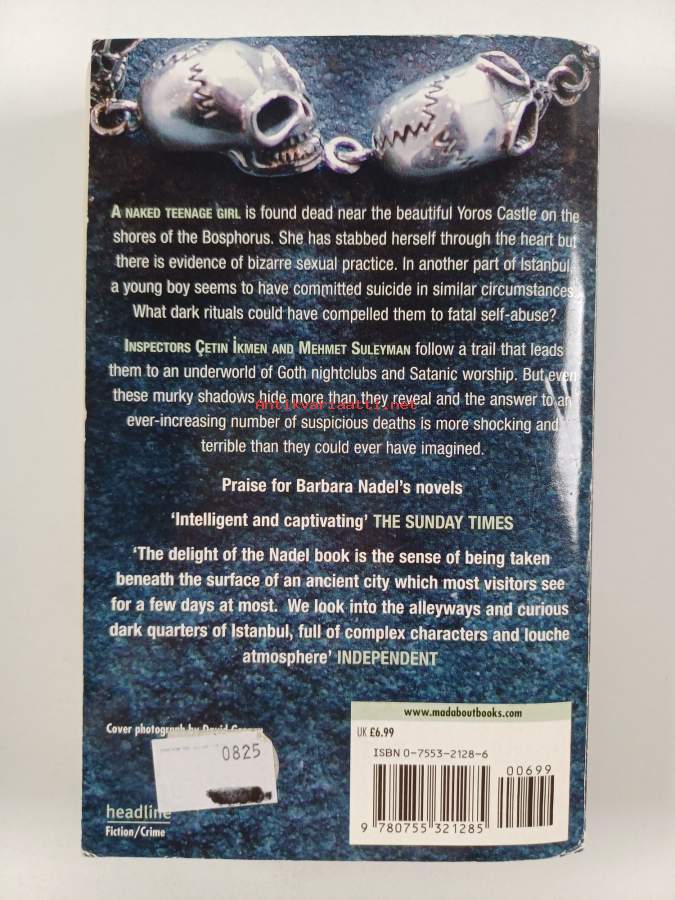 A NAKED TEENAGE GIRL is found dead near the beautiful Yoros Castle on the
shores of the Bosphorus. She has stabbed herself through the heart but
there is evidence of bizarre sexual practice. In another part of Istanbul,
a young boy seems to have committed suicide in similar circumstances.
What dark rituals could have compelled them to fatal self-abuse?
INSPECTORS ÇETIN İKMEN AND MEHMET SULEYMAN follow a trail that leads
them to an underworld of Goth nightclubs and Satanic worship. But even
these murky shadows hide more than they reveal and the answer to an
Antikvariaatti.net
ever-increasing number of suspicious deaths is more shocking and
terrible than they could ever have imagined.
Praise for Barbara Nadel's novels
'Intelligent and captivating' THE SUNDAY TIMES
'The delight of the Nadel book is the sense of being taken
beneath the surface of an ancient city which most visitors see
for a few days at most. We look into the alleyways and curious
dark quarters of Istanbul, full of complex characters and louche
atmosphere' INDEPENDENT
www.madaboutbooks.com
Cover photograph by David
UK £6.99
ISBN 0-7553-2128-6
0825
00699
9 780755 321285
headline
Fiction/Crime